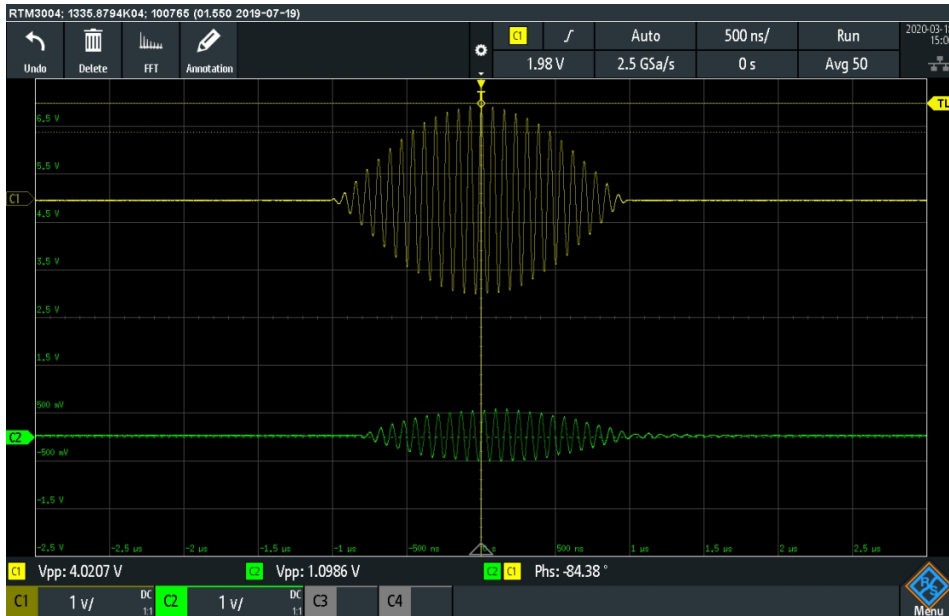 RTM3004; 1335.8794K04; 100765 (01.550 2019-07-19)
Undo Delete FFT Annotation
C1 Auto 500 ns/ Run
1.98 V 2.5 GSa/s 0 s Avg 50
T
TL
6.5 V
5.5 V
C1
4.5 V
3.5 V
2.5 V
1.5 V
500 mV
C2
-500 mV
-1.5 V
-2.5 V -2.5 µs -2 µs -1.5 µs -1 µs -500 ns 0 s 500 ns 1 µs 1.5 µs 2 µs 2.5 µs
C1 Vpp: 4.0207 V C2 Vpp: 1.0986 V C2 C1 Phs: -84.38 °
C1 1 V/ DC 1:1 C2 1 V/ DC 1:1 C3 C4
R&S
Menu